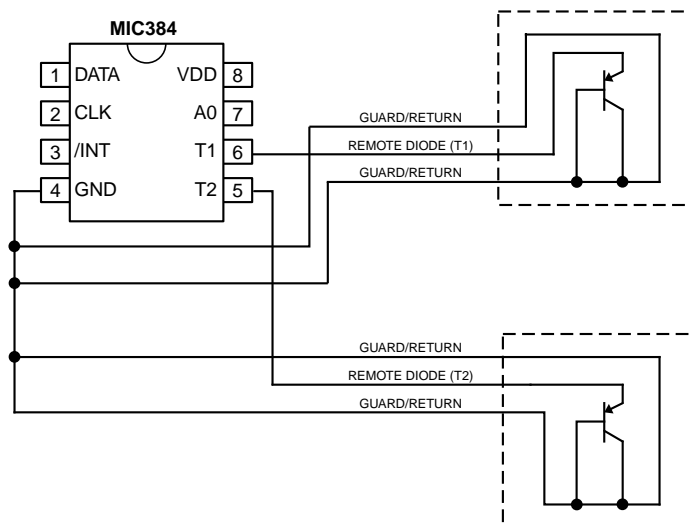 MIC384
1 DATA VDD 8
2 CLK A0 7
3 /INT T1 6
4 GND T2 5
GUARD/RETURN
REMOTE DIODE (T1)
GUARD/RETURN
GUARD/RETURN
REMOTE DIODE (T2)
GUARD/RETURN